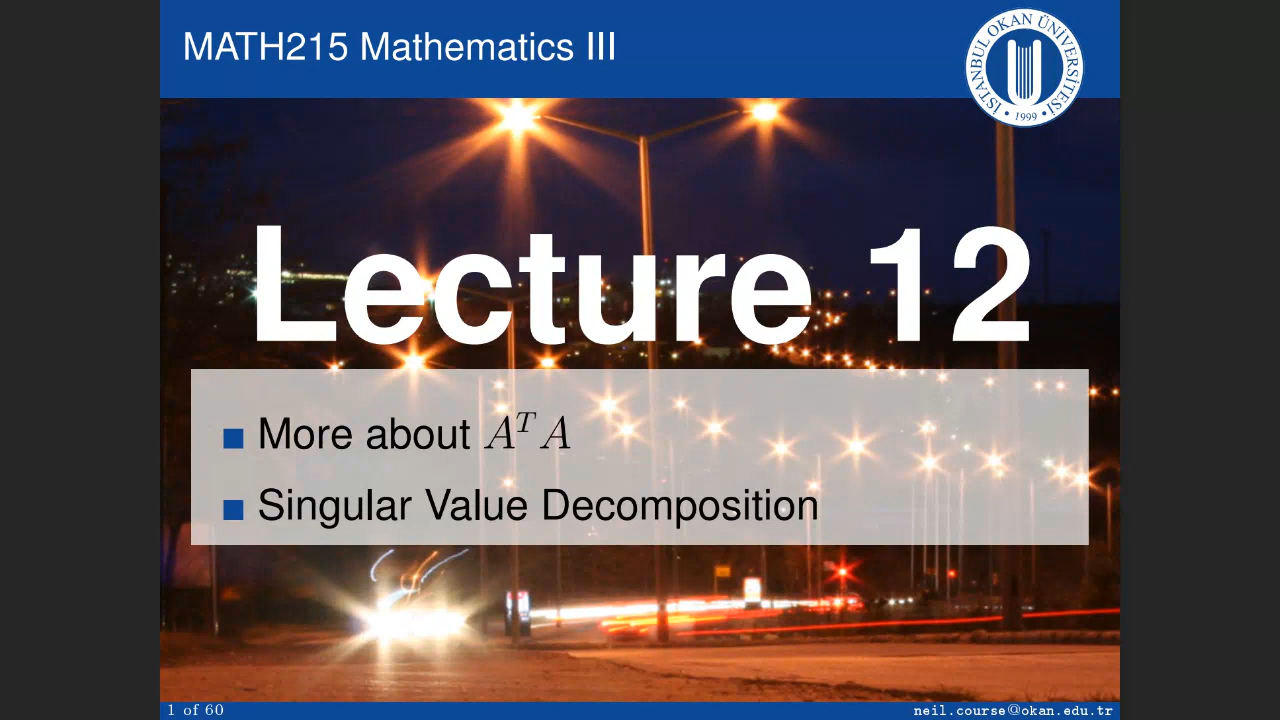 MATH215 Mathematics III
İSTANBUL OKAN ÜNİVERSİTESİ
• 1999 •
Lecture 12
■ More about AᵀA
■ Singular Value Decomposition
1 of 60
neil.course@okan.edu.tr